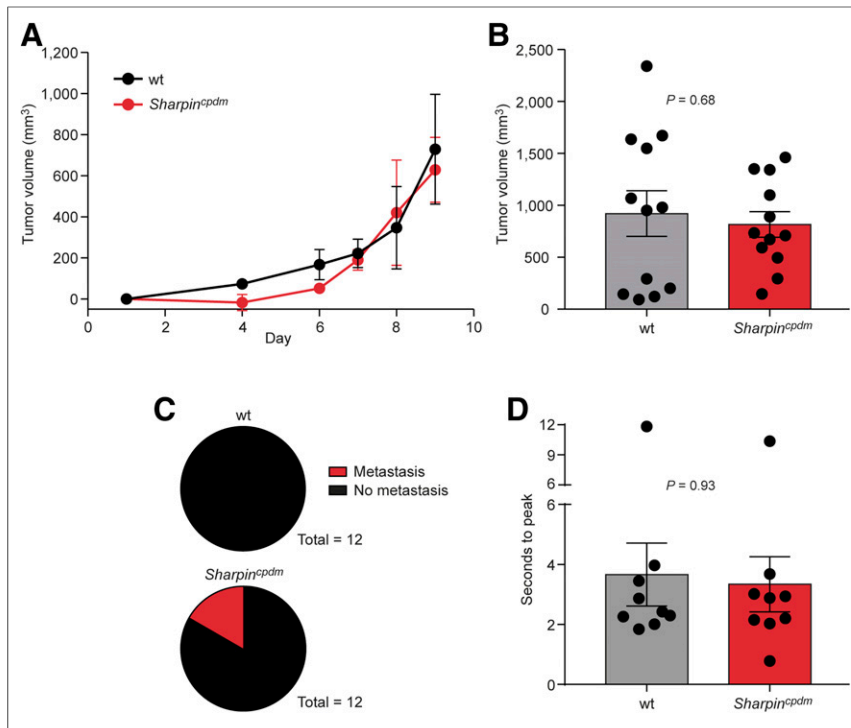 A
1,200
1,000
800
600
400
200
0
0
2
4
6
8
10
Tumor volume (mm³)
Day
wt
Sharpinᶜᵖᵈᵐ
B
2,500
2,000
1,500
1,000
500
0
Tumor volume (mm³)
P = 0.68
wt
Sharpinᶜᵖᵈᵐ
C
wt
Metastasis
No metastasis
Total = 12
Sharpinᶜᵖᵈᵐ
Total = 12
D
12
9
6
6
4
2
0
Seconds to peak
P = 0.93
wt
Sharpinᶜᵖᵈᵐ